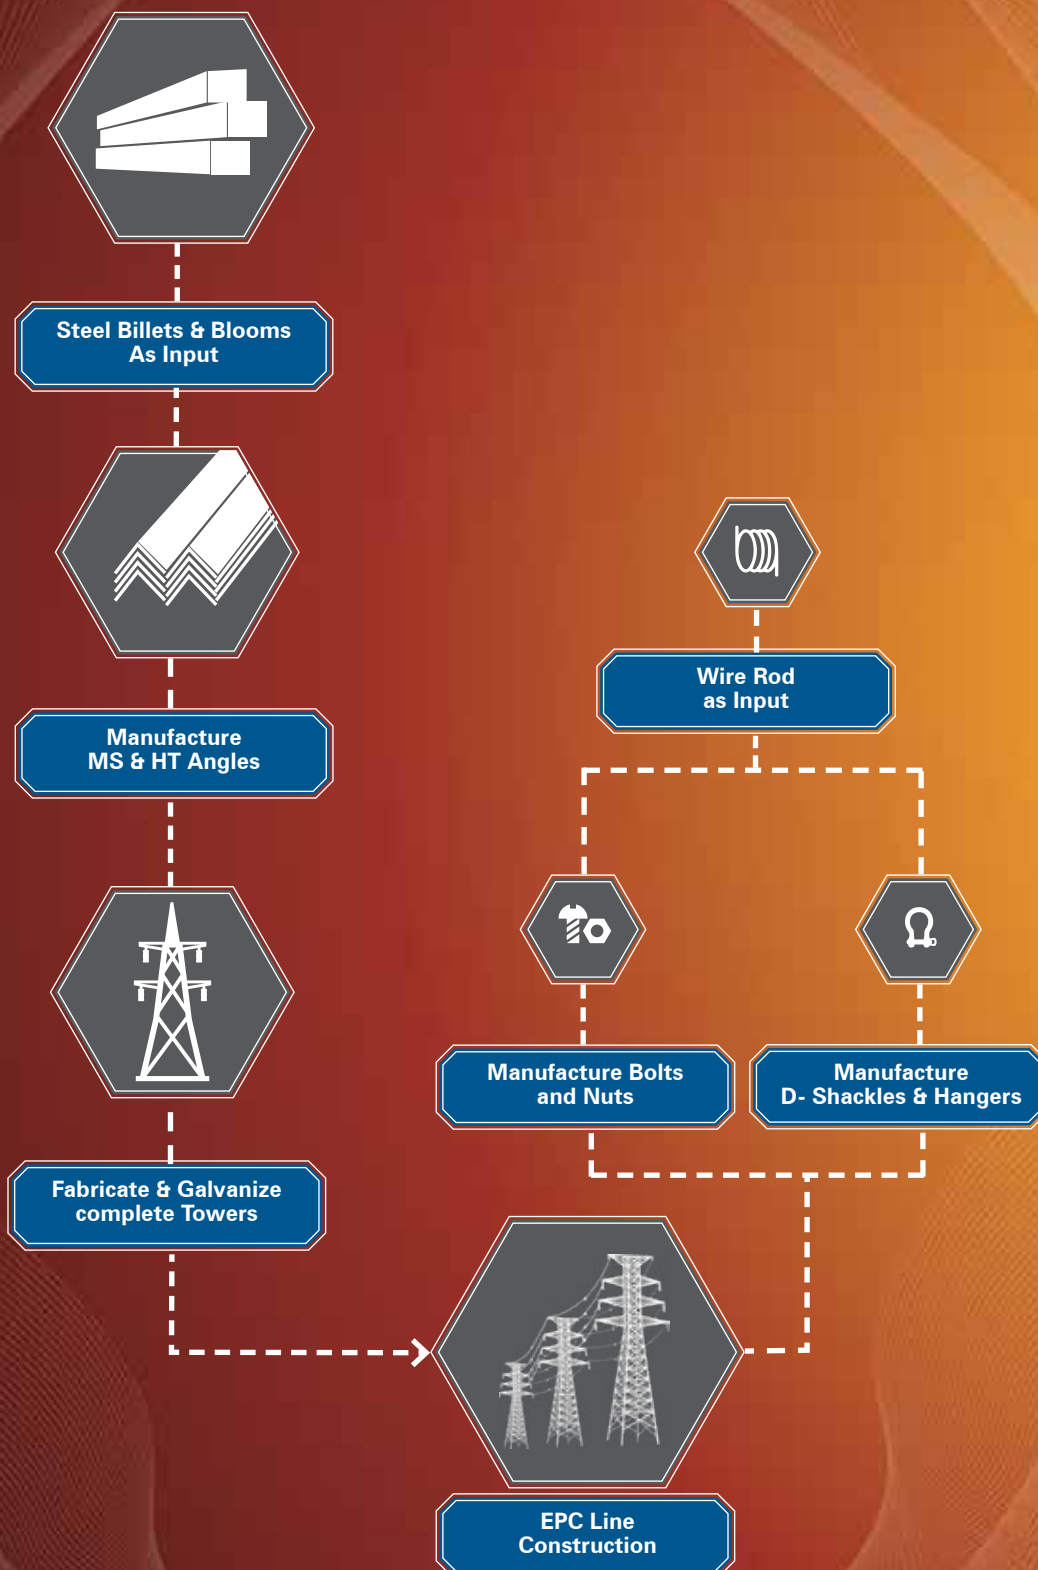 Steel Billets & Blooms
As Input
Manufacture
MS & HT Angles
Fabricate & Galvanize
complete Towers
Wire Rod
as Input
Manufacture Bolts
and Nuts
Manufacture
D- Shackles & Hangers
EPC Line
Construction